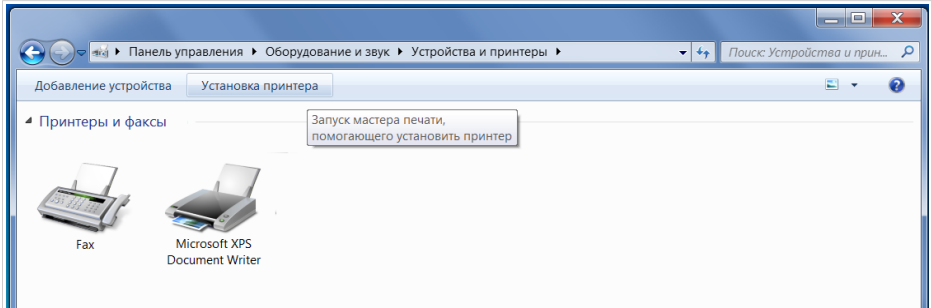 Панель управления Оборудование и звук Устройства и принтеры
Поиск: Устройства и прин...
Добавление устройства Установка принтера
Принтеры и факсы
Запуск мастера печати,
помогающего установить принтер
Fax
Microsoft XPS
Document Writer